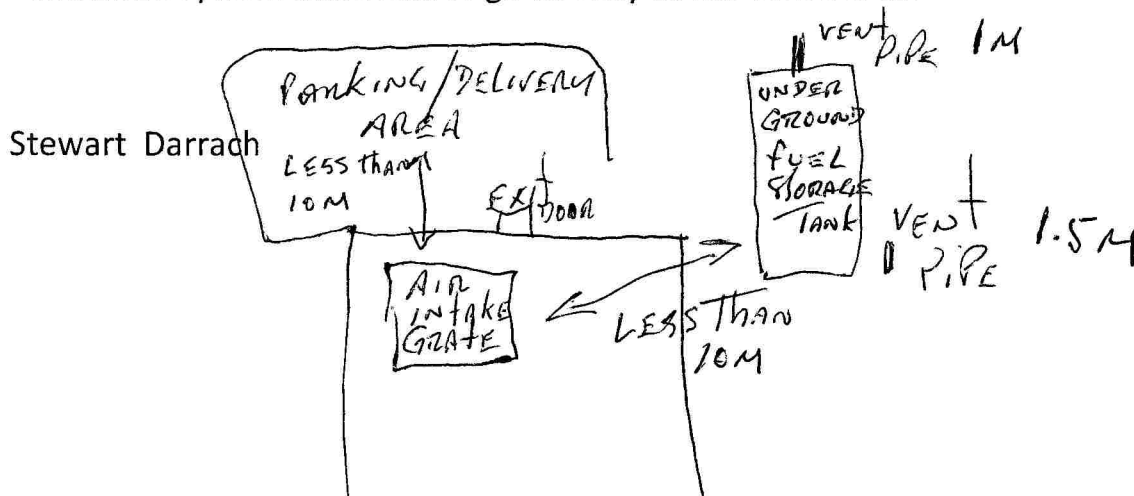 VENT
PIPE 1M
PARKING/DELIVERY
AREA
LESS THAN
10M
Stewart Darrach
EXIT
DOOR
UNDER
GROUND
FUEL
STORAGE
TANK
VENT
PIPE 1.5M
AIR
INTAKE
GRATE
LESS THAN
10M